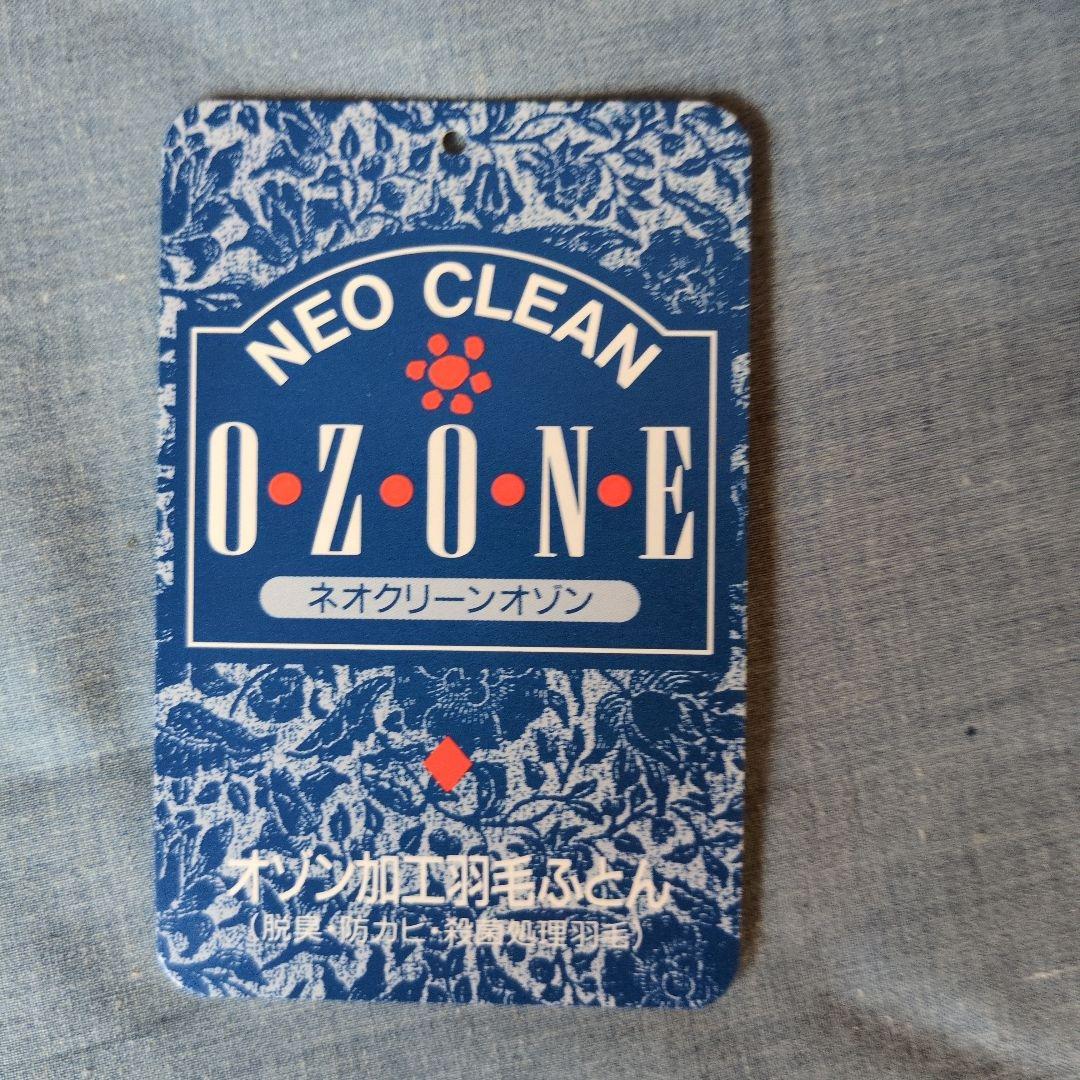 NEO CLEAN
O・Z・O・N・E
ネオクリーンオゾン
オゾン加工羽毛ふとん
(脱臭・防カビ・殺菌処理羽毛)